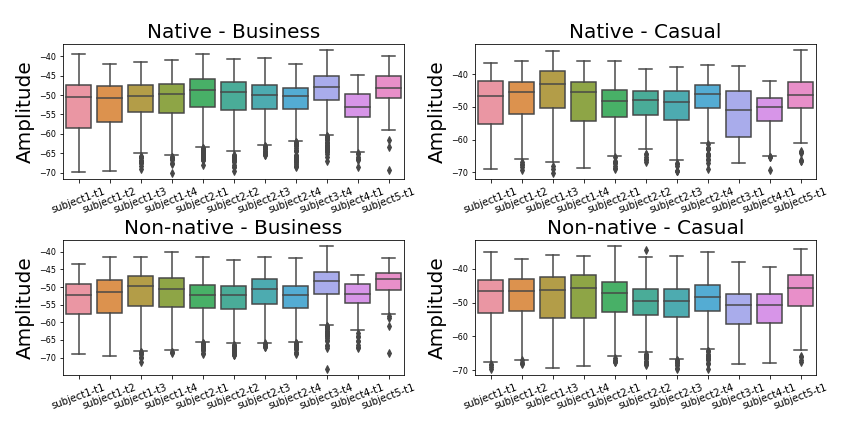 Native - Business
Amplitude
−40
−45
−50
−55
−60
−65
−70
subject1-t1 subject1-t2 subject1-t3 subject1-t4 subject2-t1 subject2-t2 subject2-t3 subject2-t4 subject3-t1 subject4-t1 subject5-t1
Native - Casual
Amplitude
−40
−50
−60
−70
subject1-t1 subject1-t2 subject1-t3 subject1-t4 subject2-t1 subject2-t2 subject2-t3 subject2-t4 subject3-t1 subject4-t1 subject5-t1
Non-native - Business
Amplitude
−40
−45
−50
−55
−60
−65
−70
subject1-t1 subject1-t2 subject1-t3 subject1-t4 subject2-t1 subject2-t2 subject2-t3 subject2-t4 subject3-t1 subject4-t1 subject5-t1
Non-native - Casual
Amplitude
−40
−50
−60
−70
subject1-t1 subject1-t2 subject1-t3 subject1-t4 subject2-t1 subject2-t2 subject2-t3 subject2-t4 subject3-t1 subject4-t1 subject5-t1